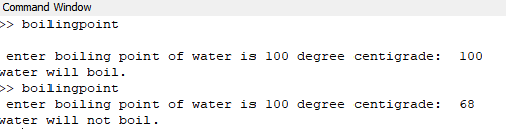 Command Window
>> boilingpoint
enter boiling point of water is 100 degree centigrade: 100
water will boil.
>> boilingpoint
enter boiling point of water is 100 degree centigrade: 68
water will not boil.